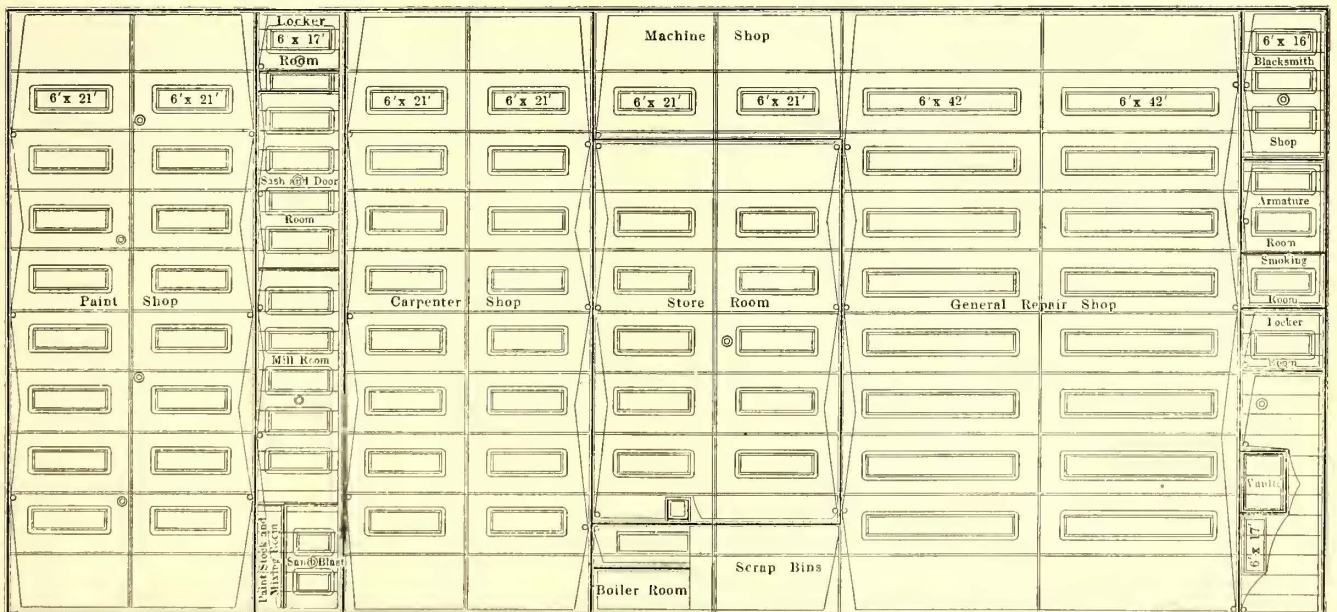 Locker
6 x 17'
Room
Machine Shop
6' x 16'
Blacksmith
Shop
6' x 21'
6' x 21'
6' x 21'
6' x 21'
6' x 21'
6' x 21'
6' x 42'
6' x 42'
Sash and Door
Room
Armature
Room
Smoking
Room
Paint Shop
Carpenter Shop
Store Room
General Repair Shop
Locker
Room
Mill Room
Vault
6' x 17'
Paint Stock and
Mixing Room
Sand Blast
Boiler Room
Scrap Bins